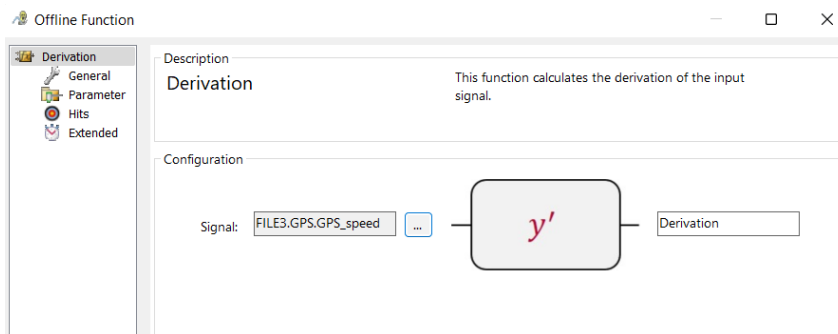 Offline Function
Derivation
General
Parameter
Hits
Extended
Description
Derivation
This function calculates the derivation of the input
signal.
Configuration
Signal:
FILE3.GPS.GPS_speed
...
y'
Derivation